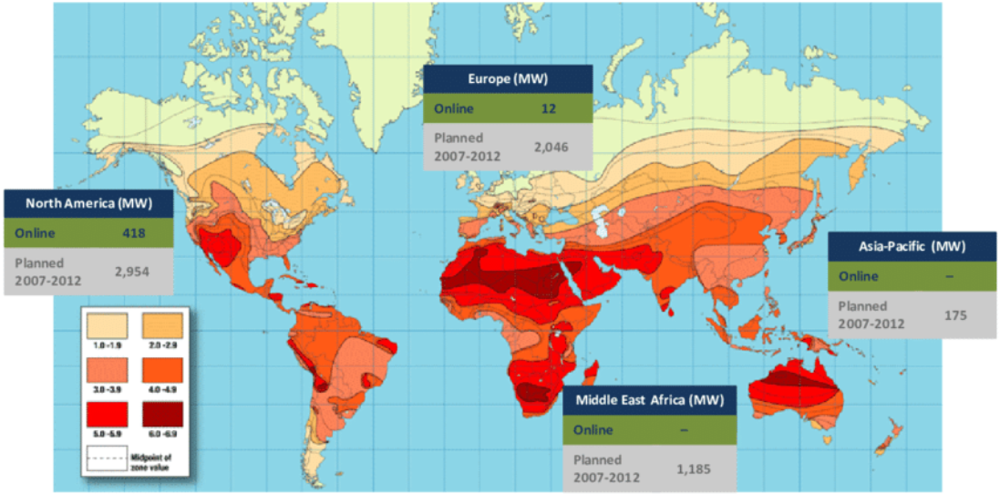 Europe (MW)
Online 12
Planned
2007-2012 2,046
North America (MW)
Online 418
Planned
2007-2012 2,954
Asia-Pacific (MW)
Online –
Planned
2007-2012 175
1.0-1.9 2.0-2.9
3.0-3.9 4.0-4.9
5.0-5.9 6.0-6.9
Midpoint of
zone value
Middle East Africa (MW)
Online –
Planned
2007-2012 1,185